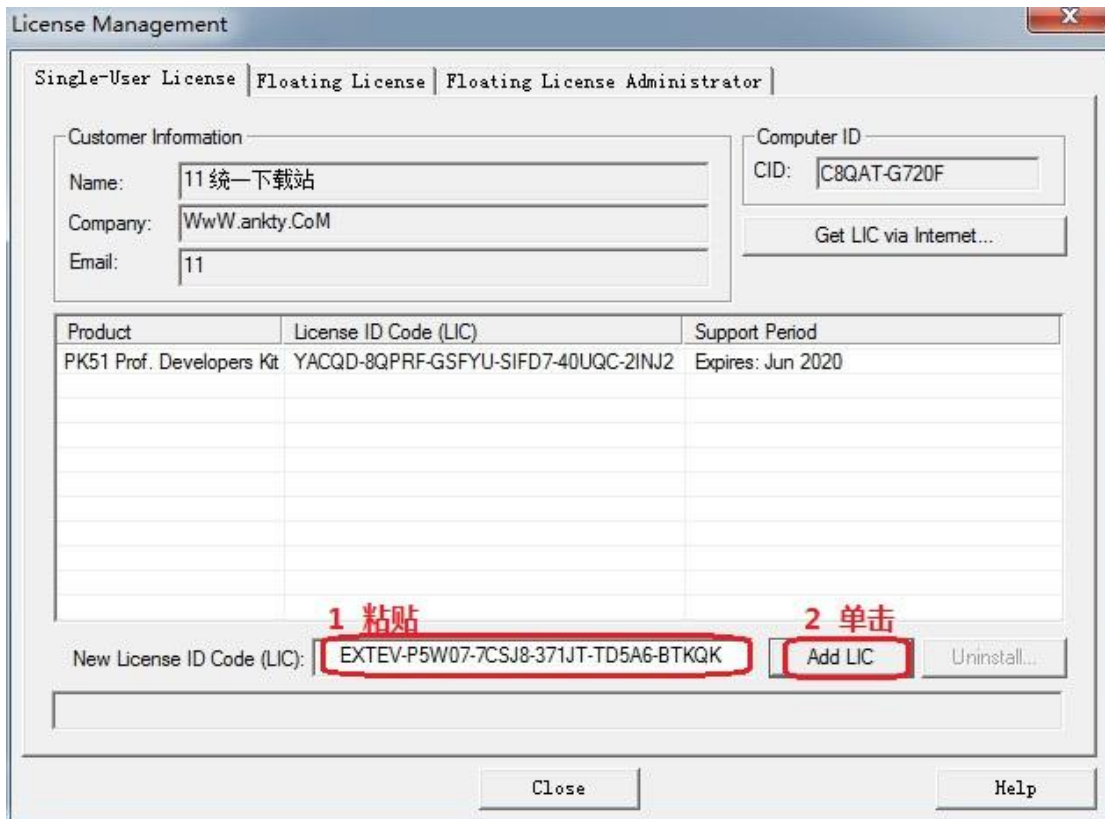 License Management
Single-User License
Floating License
Floating License Administrator
Customer Information
Name:
11 统一下载站
Company:
WwW.ankty.CoM
Email:
11
Computer ID
CID:
C8QAT-G720F
Get LIC via Internet...
Product License ID Code (LIC) Support Period
PK51 Prof. Developers Kit YACQD-8QPRF-GSFYU-SIFD7-40UQC-2INJ2 Expires: Jun 2020
1 粘贴
2 单击
New License ID Code (LIC): EXTEV-P5W07-7CSJ8-371JT-TD5A6-BTKQK
Add LIC
Uninstall...
Close
Help